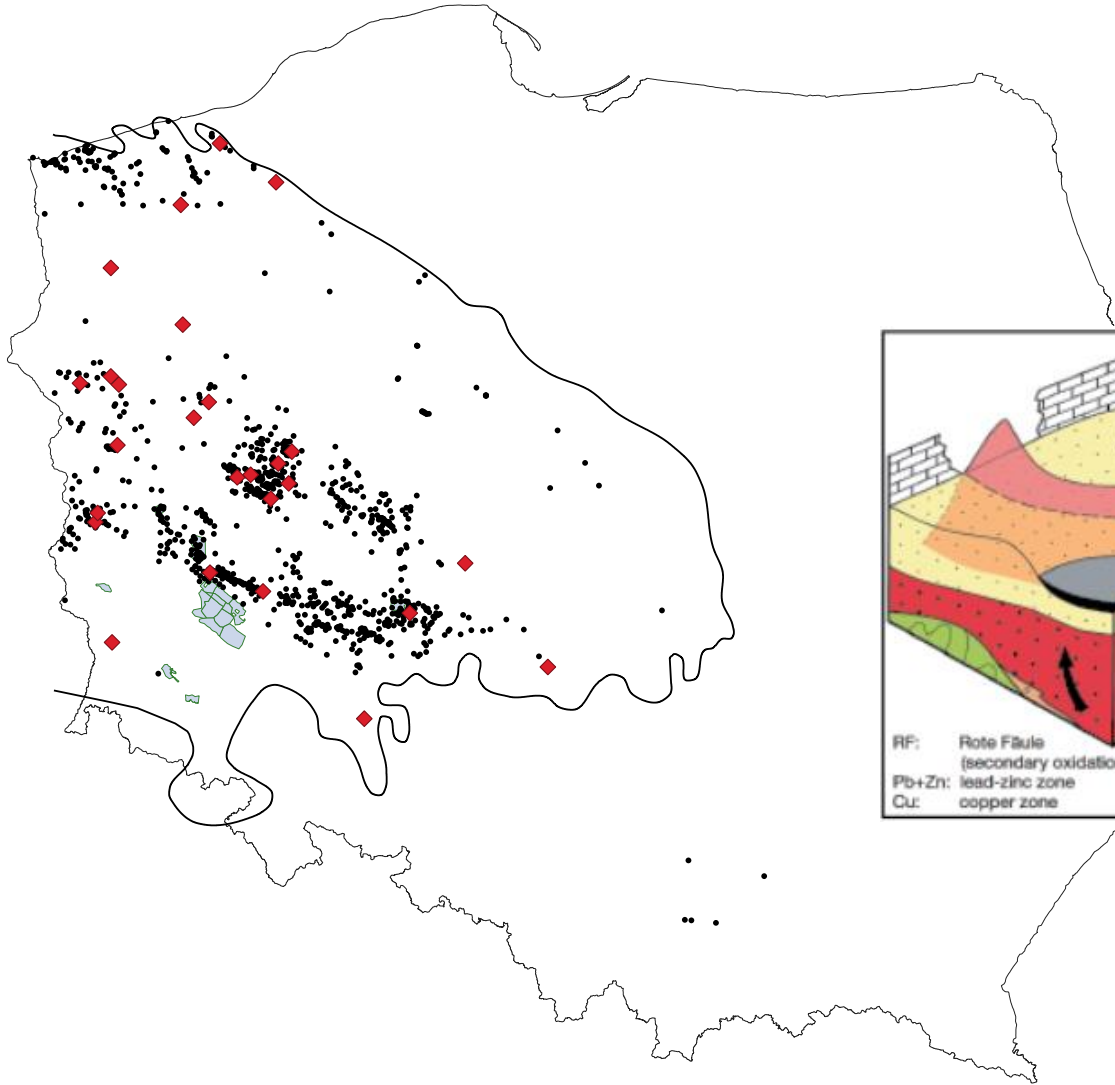 RF: Rote Fäule
(secondary oxidatio
Pb+Zn: lead-zinc zone
Cu: copper zone